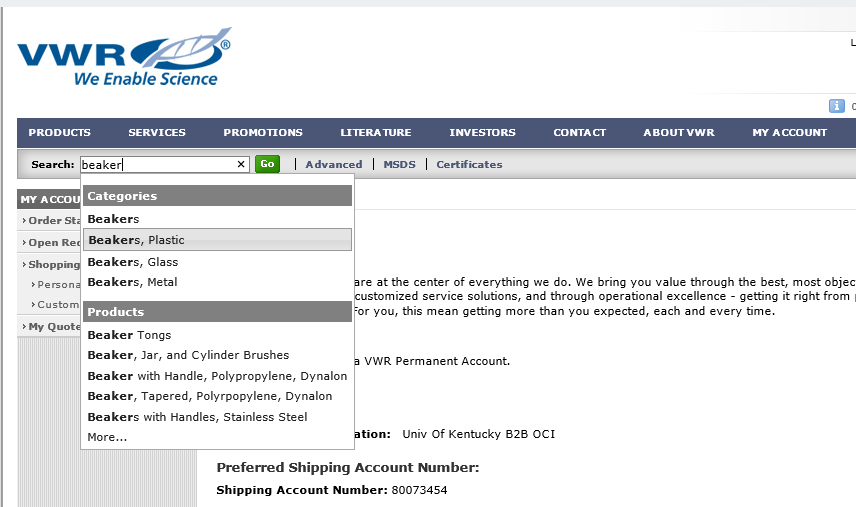 VWR®
We Enable Science
PRODUCTS SERVICES PROMOTIONS LITERATURE INVESTORS CONTACT ABOUT VWR MY ACCOUNT
Search: beaker × Go | Advanced | MSDS | Certificates
MY ACCOU
Order Sta
Open Rec
Shopping
Persona
Custom
My Quote
Categories
Beakers
Beakers, Plastic
Beakers, Glass
Beakers, Metal
Products
Beaker Tongs
Beaker, Jar, and Cylinder Brushes
Beaker with Handle, Polypropylene, Dynalon
Beaker, Tapered, Polyrpopylene, Dynalon
Beakers with Handles, Stainless Steel
More...
are at the center of everything we do. We bring you value through the best, most objec
customized service solutions, and through operational excellence - getting it right from
For you, this mean getting more than you expected, each and every time.
a VWR Permanent Account.
ation: Univ Of Kentucky B2B OCI
Preferred Shipping Account Number:
Shipping Account Number: 80073454